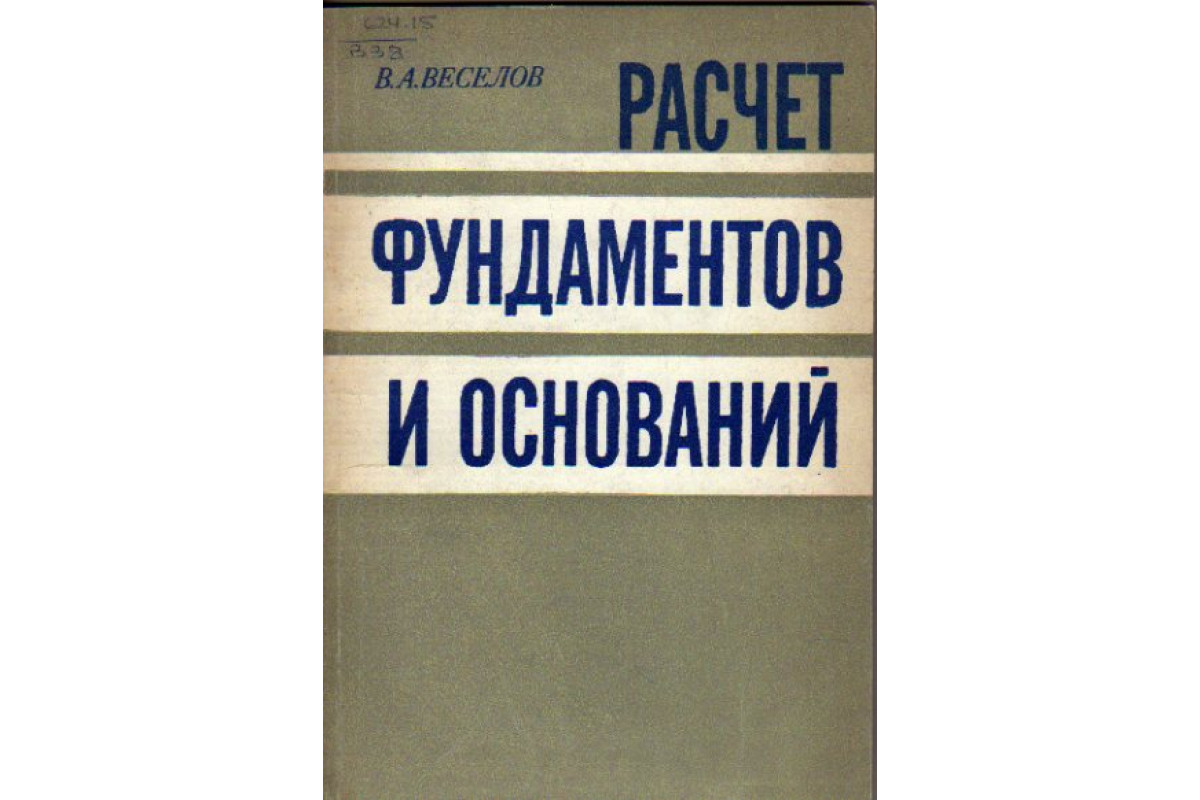 624.15
В38
В.А.ВЕСЕЛОВ
РАСЧЕТ
ФУНДАМЕНТОВ
И ОСНОВАНИЙ